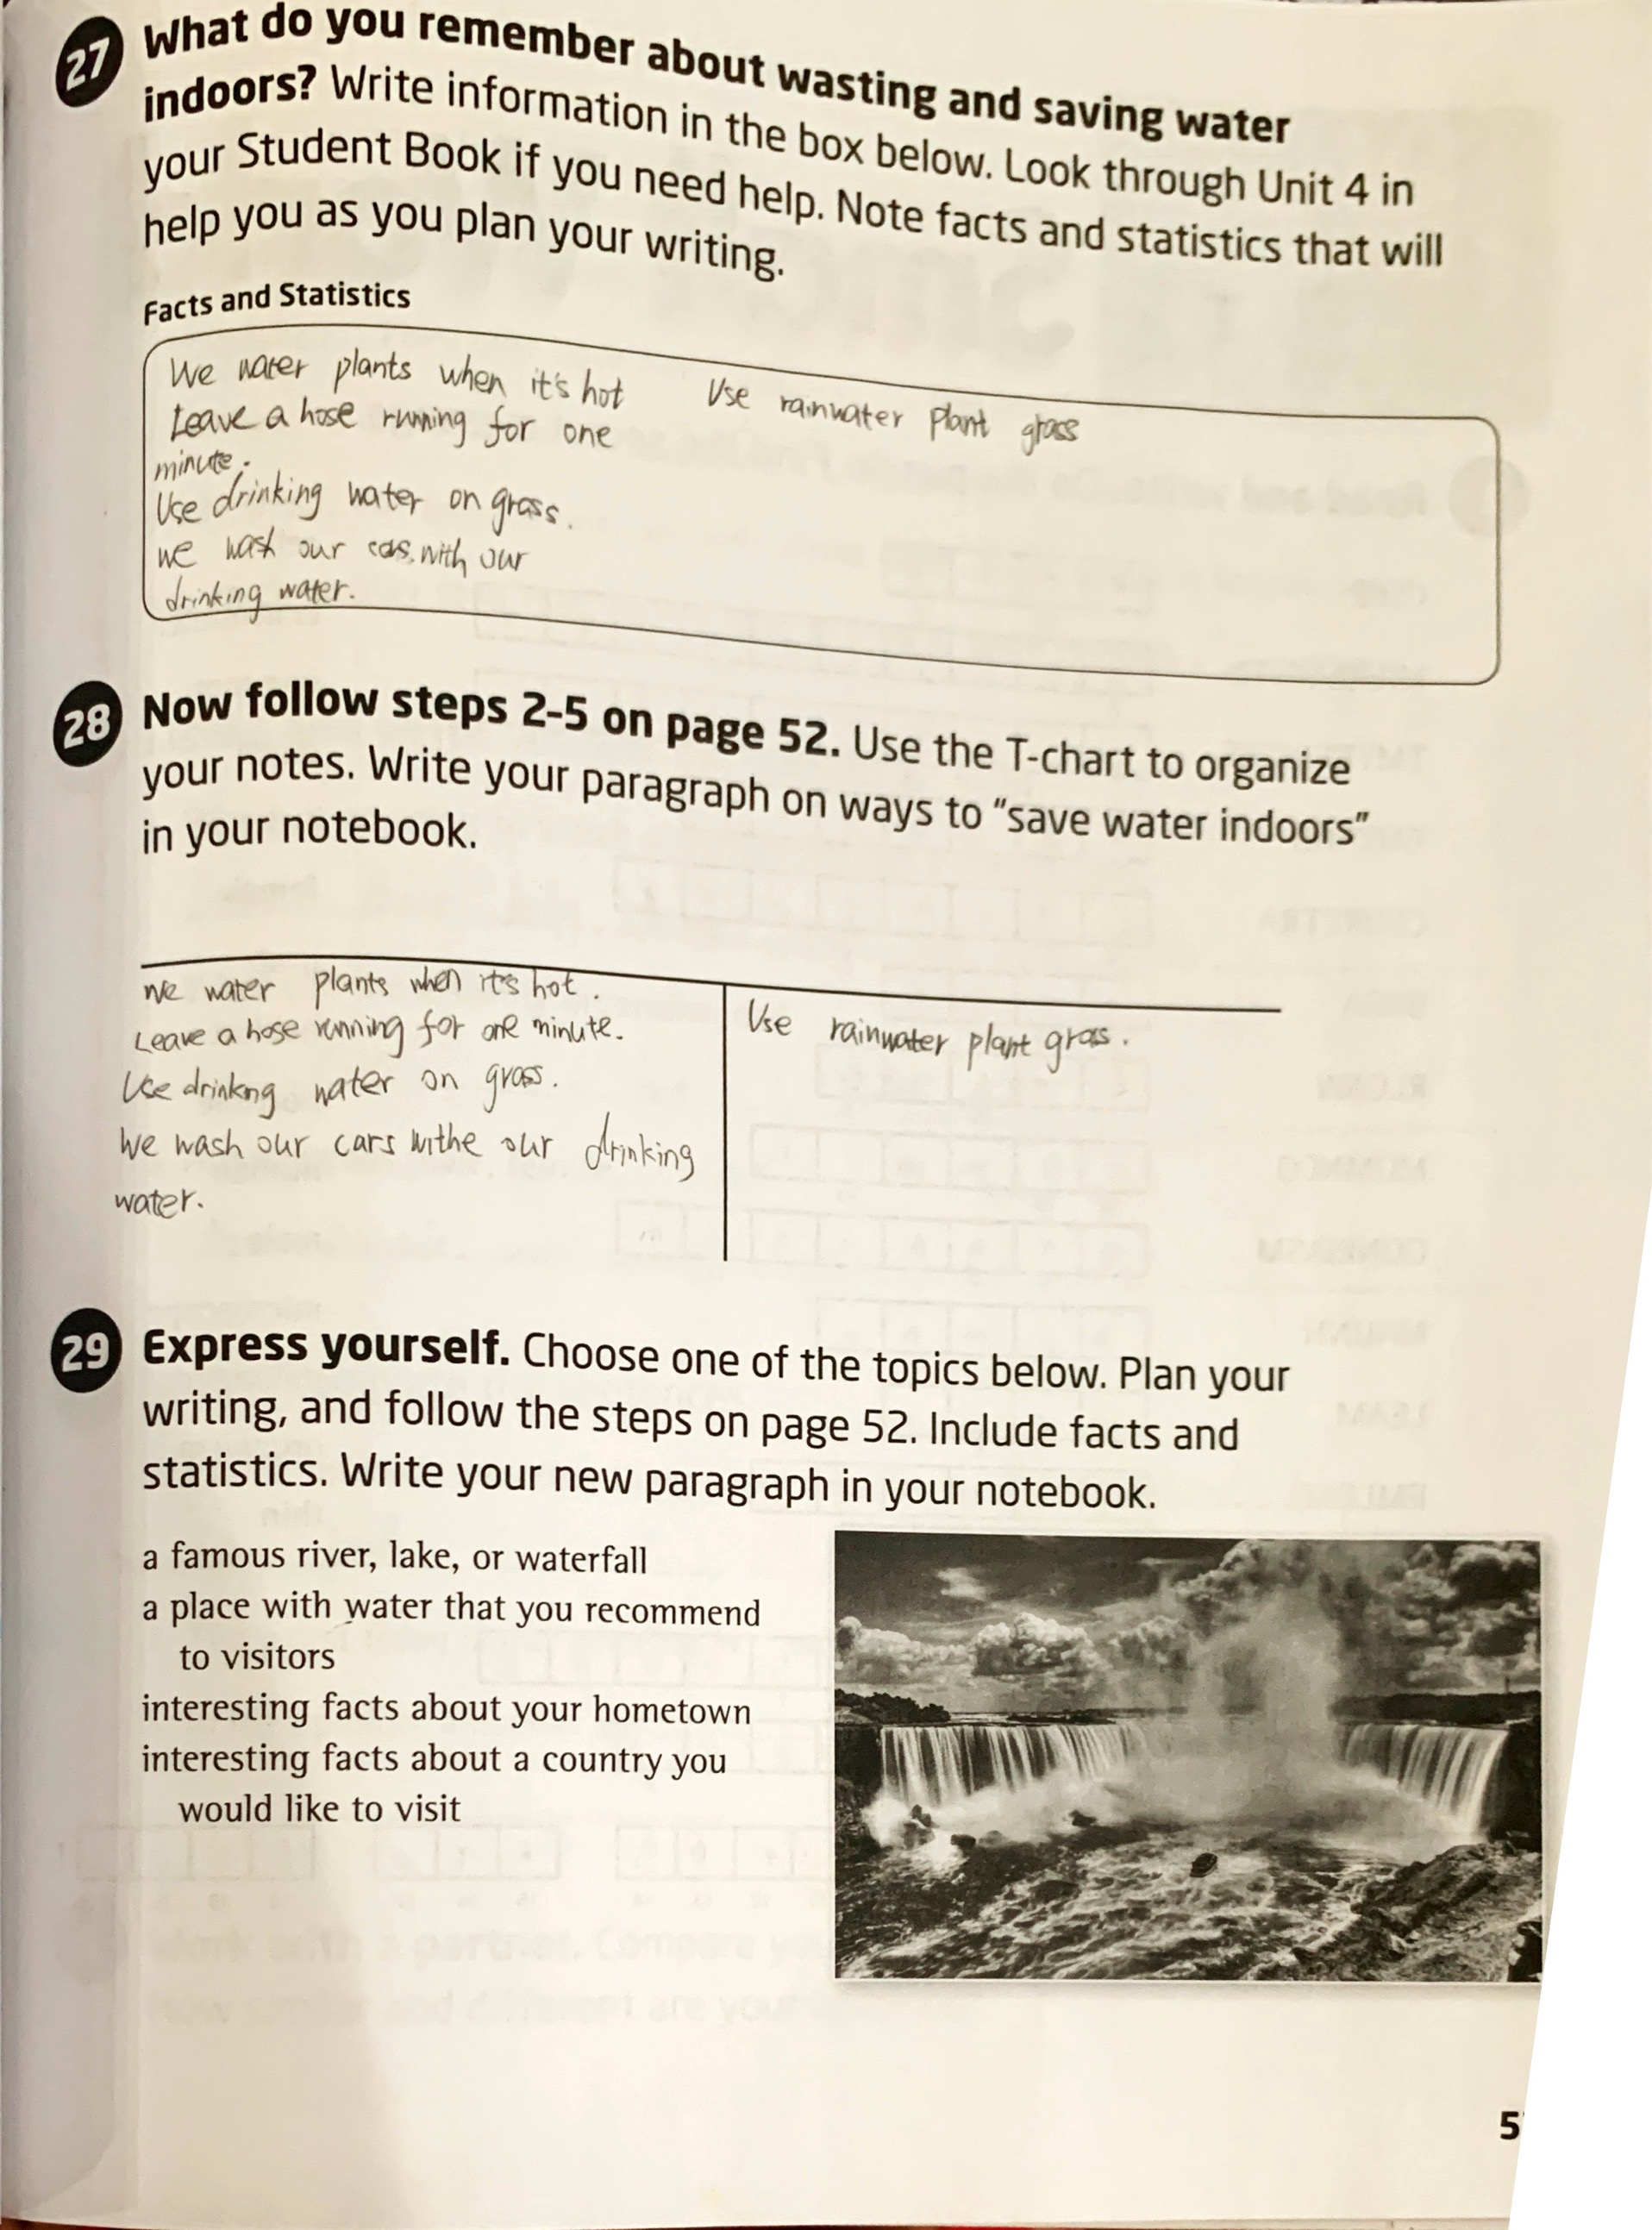 27 What do you remember about wasting and saving water
indoors? Write information in the box below. Look through Unit 4 in
your Student Book if you need help. Note facts and statistics that will
help you as you plan your writing.
Facts and Statistics
We water plants when it's hot
Leave a hose running for one
minute.
Use drinking water on grass.
we wash our cars with our
drinking water.
Use rainwater plant grass
28 Now follow steps 2-5 on page 52. Use the T-chart to organize
your notes. Write your paragraph on ways to "save water indoors"
in your notebook.
We water plants when it's hot.
Leave a hose running for one minute.
Use drinkng water on grass.
We wash our cars withe our drinking
water.
Use rainwater plant grass.
29 Express yourself. Choose one of the topics below. Plan your
writing, and follow the steps on page 52. Include facts and
statistics. Write your new paragraph in your notebook.
a famous river, lake, or waterfall
a place with water that you recommend
to visitors
interesting facts about your hometown
interesting facts about a country you
would like to visit
5